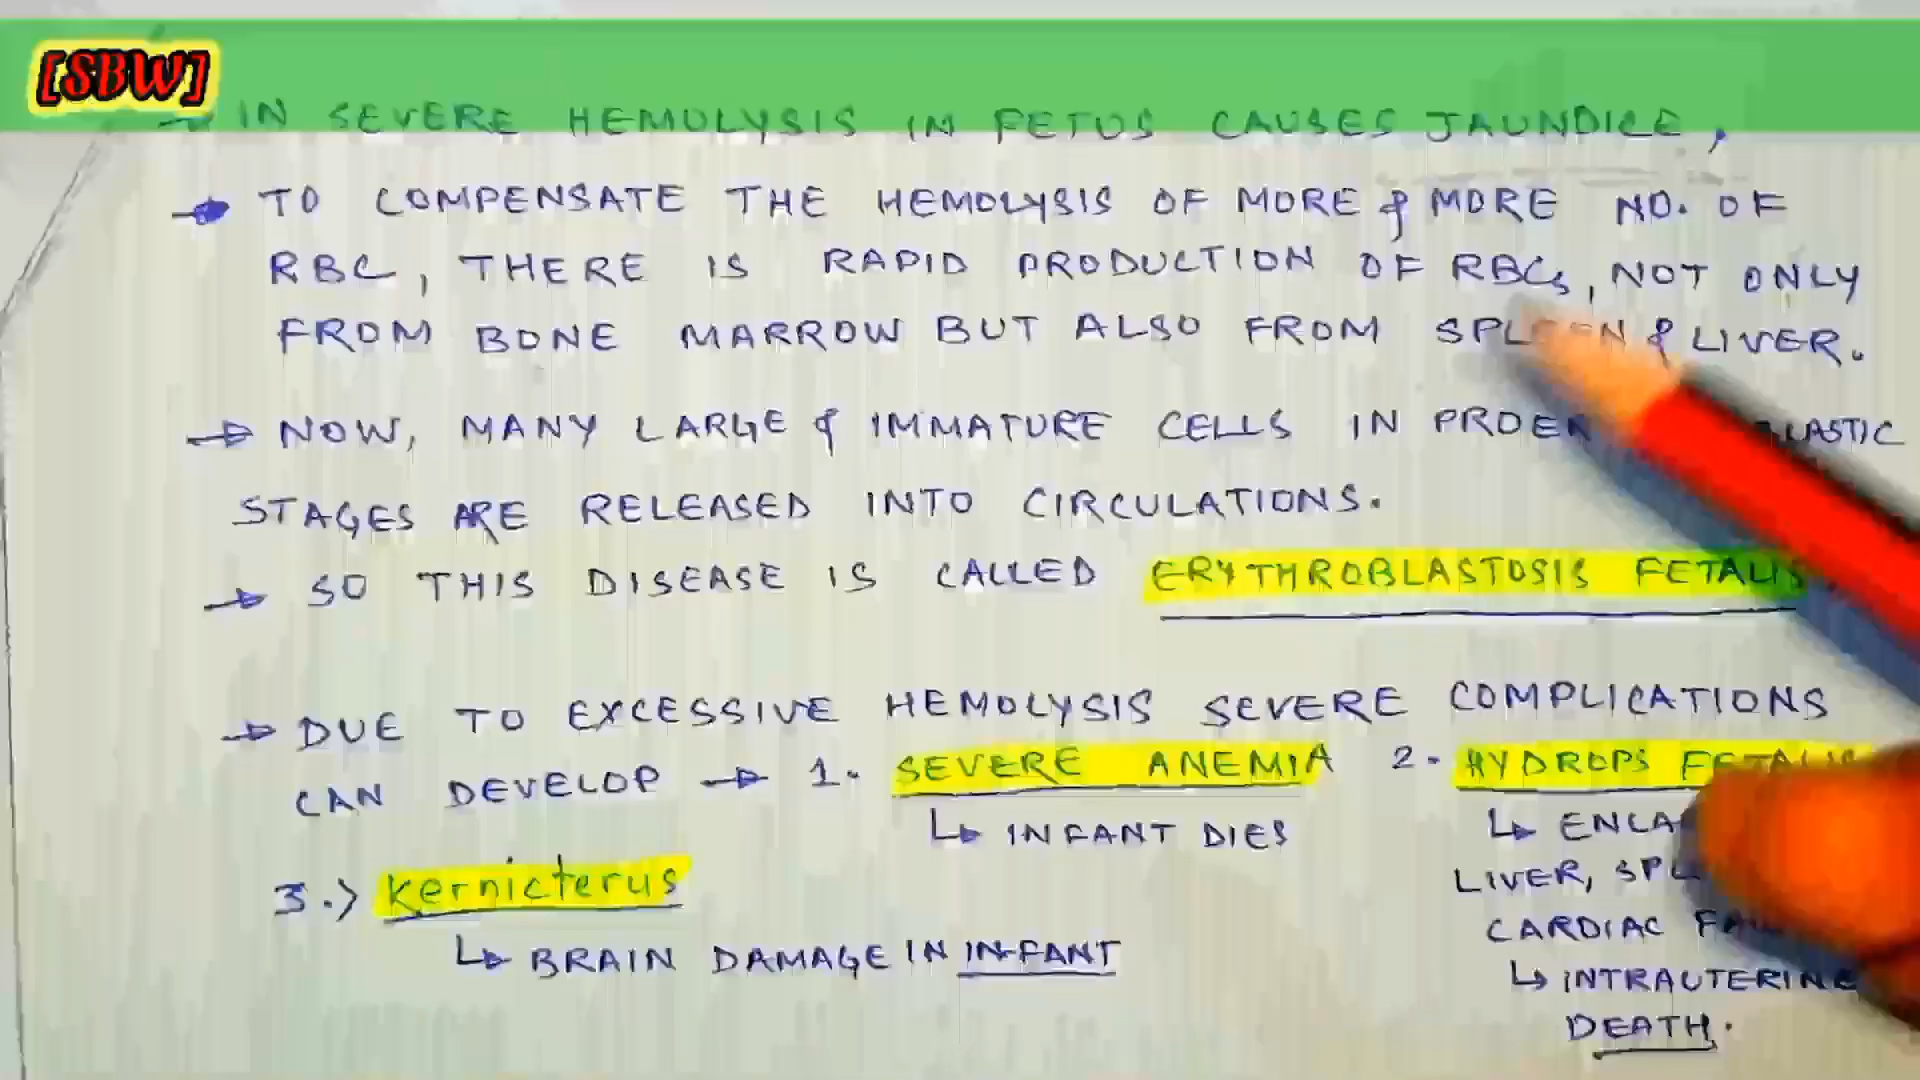 [SBW]
IN SEVERE HEMOLYSIS IN FETUS CAUSES JAUNDICE,
TO COMPENSATE THE HEMOLYSIS OF MORE & MORE NO. OF
RBC, THERE IS RAPID PRODUCTION OF RBCs, NOT ONLY
FROM BONE MARROW BUT ALSO FROM SPLEEN & LIVER.
NOW, MANY LARGE & IMMATURE CELLS IN
STAGES ARE RELEASED INTO CIRCULATIONS.
SO THIS DISEASE IS CALLED ERYTHROBLASTOSIS FETALIS
DUE TO EXCESSIVE HEMOLYSIS SEVERE COMPLICATIONS
CAN DEVELOP → 1. SEVERE ANEMIA 2. HYDROPS FETALIS
↳ INFANT DIES
↳
LIVER,
CARDIAC
↳ INTRAUTERINE
DEATH.
3.) Kernicterus
↳ BRAIN DAMAGE IN INFANT